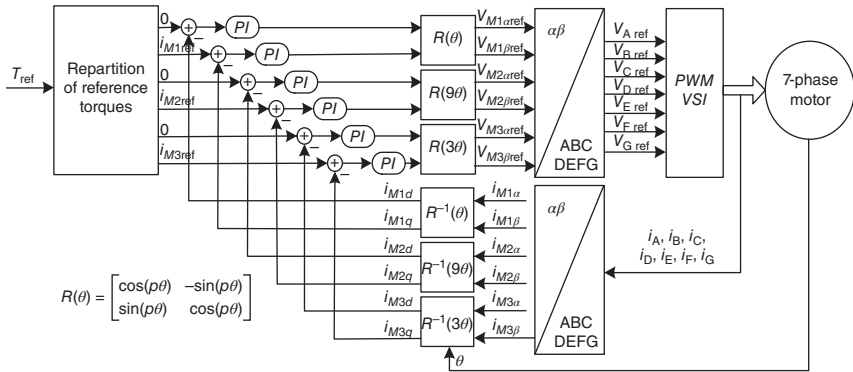 T_ref
Repartition
of reference
torques
0
i_M1ref
0
i_M2ref
0
i_M3ref
+
−
PI
+
−
PI
+
−
PI
+
−
PI
+
−
PI
+
−
PI
R(θ)
R(9θ)
R(3θ)
V_M1αref
V_M1βref
V_M2αref
V_M2βref
V_M3αref
V_M3βref
αβ
ABC
DEFG
V_A ref
V_B ref
V_C ref
V_D ref
V_E ref
V_F ref
V_G ref
PWM
VSI
7-phase
motor
i_M1d
i_M1q
i_M2d
i_M2q
i_M3d
i_M3q
R⁻¹(θ)
R⁻¹(9θ)
R⁻¹(3θ)
i_M1α
i_M1β
i_M2α
i_M2β
i_M3α
i_M3β
αβ
ABC
DEFG
i_A, i_B, i_C,
i_D, i_E, i_F, i_G
θ
R(θ) = [cos(pθ) −sin(pθ)
sin(pθ) cos(pθ)]